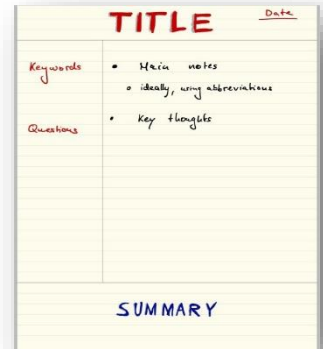 TITLE
Date
Keywords
• Main notes
o ideally, using abbreviations
• Key thoughts
Questions
SUMMARY